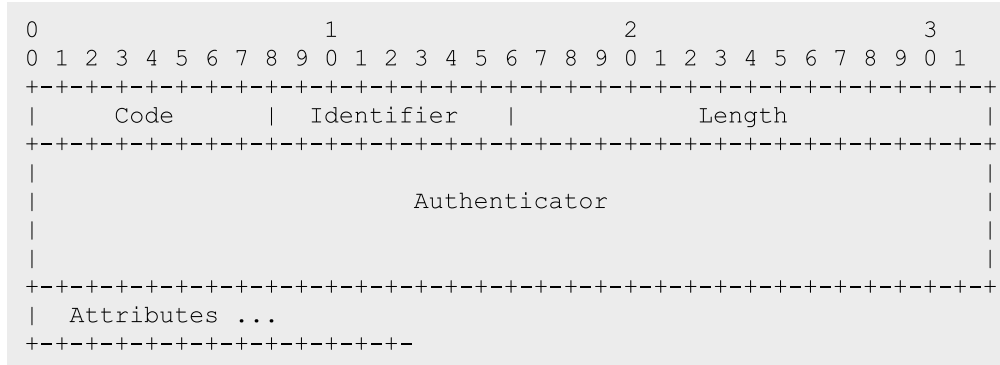 0                   1                   2                   3
0 1 2 3 4 5 6 7 8 9 0 1 2 3 4 5 6 7 8 9 0 1 2 3 4 5 6 7 8 9 0 1
+-+-+-+-+-+-+-+-+-+-+-+-+-+-+-+-+-+-+-+-+-+-+-+-+-+-+-+-+-+-+-+-+
|     Code      |  Identifier   |            Length             |
+-+-+-+-+-+-+-+-+-+-+-+-+-+-+-+-+-+-+-+-+-+-+-+-+-+-+-+-+-+-+-+-+
|                                                               |
|                         Authenticator                         |
|                                                               |
|                                                               |
+-+-+-+-+-+-+-+-+-+-+-+-+-+-+-+-+-+-+-+-+-+-+-+-+-+-+-+-+-+-+-+-+
|  Attributes ...
+-+-+-+-+-+-+-+-+-+-+-+-+-